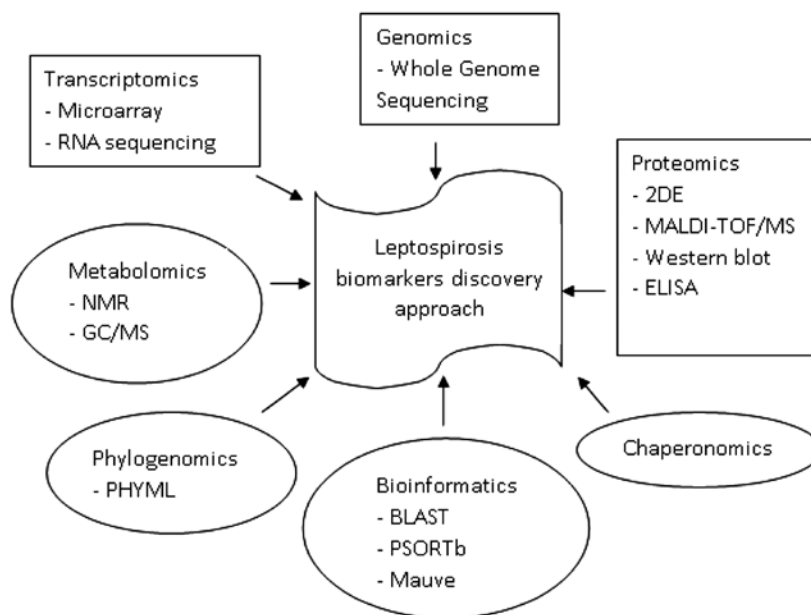 Genomics
- Whole Genome
Sequencing
Transcriptomics
- Microarray
- RNA sequencing
Proteomics
- 2DE
- MALDI-TOF/MS
- Western blot
- ELISA
Leptospirosis
biomarkers discovery
approach
Metabolomics
- NMR
- GC/MS
Phylogenomics
- PHYML
Bioinformatics
- BLAST
- PSORTb
- Mauve
Chaperonomics